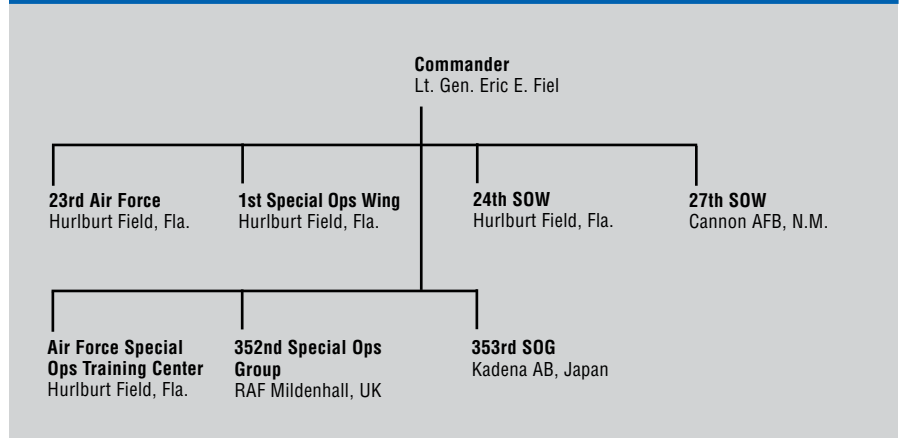 Commander
Lt. Gen. Eric E. Fiel
23rd Air Force
Hurlburt Field, Fla.
1st Special Ops Wing
Hurlburt Field, Fla.
24th SOW
Hurlburt Field, Fla.
27th SOW
Cannon AFB, N.M.
Air Force Special
Ops Training Center
Hurlburt Field, Fla.
352nd Special Ops
Group
RAF Mildenhall, UK
353rd SOG
Kadena AB, Japan